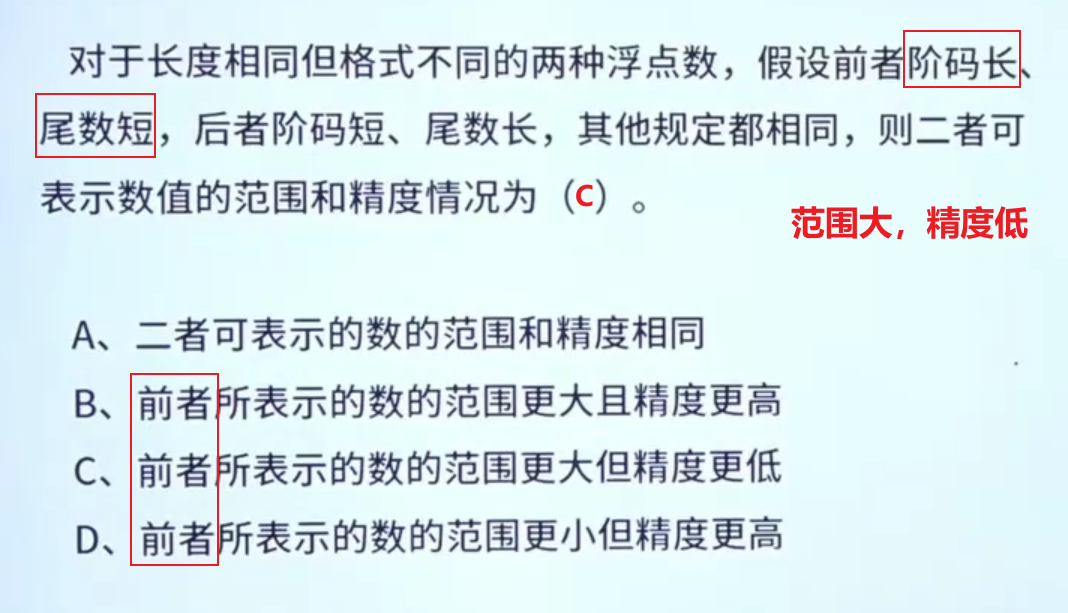 对于长度相同但格式不同的两种浮点数，假设前者阶码长、
尾数短，后者阶码短、尾数长，其他规定都相同，则二者可
表示数值的范围和精度情况为（C）。
范围大，精度低
A、二者可表示的数的范围和精度相同
B、前者所表示的数的范围更大且精度更高
C、前者所表示的数的范围更大但精度更低
D、前者所表示的数的范围更小但精度更高